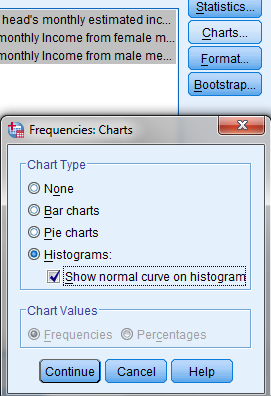 head's monthly estimated inc...
monthly Income from female m...
monthly Income from male me...
Statistics...
Charts...
Format...
Bootstrap...
Frequencies: Charts
Chart Type
None
Bar charts
Pie charts
Histograms:
Show normal curve on histogram
Chart Values
Frequencies Percentages
Continue Cancel Help